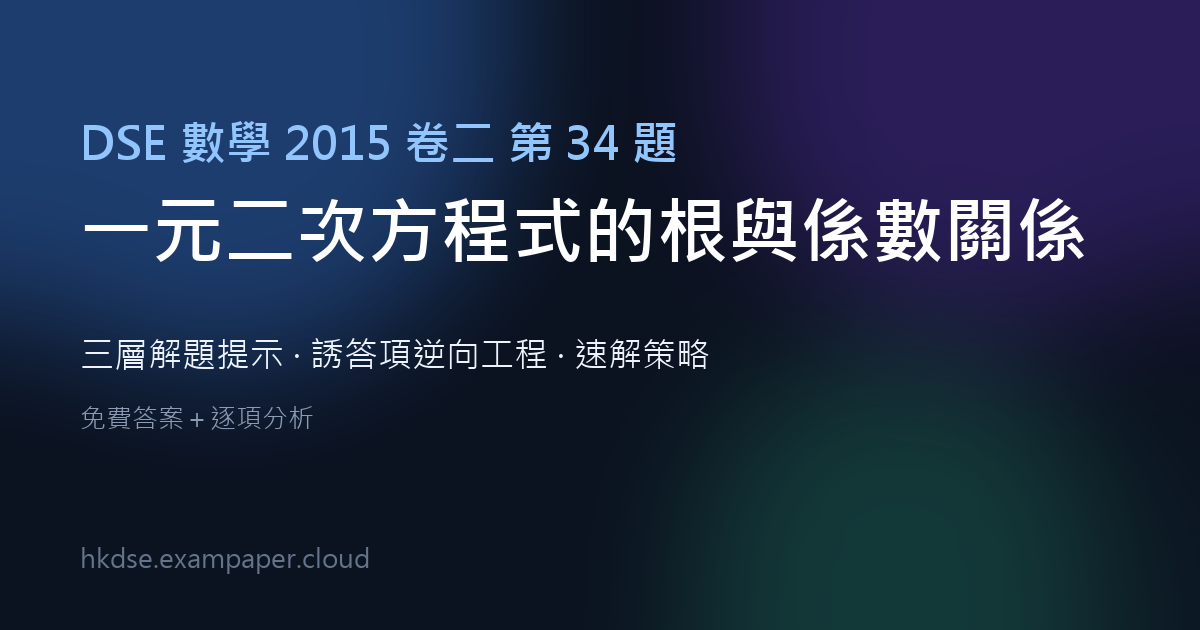 DSE 數學 2015 卷二 第 34 題
一元二次方程式的根與係數關係
三層解題提示 · 誘答項逆向工程 · 速解策略
免費答案 + 逐項分析
hkdse.exampaper.cloud